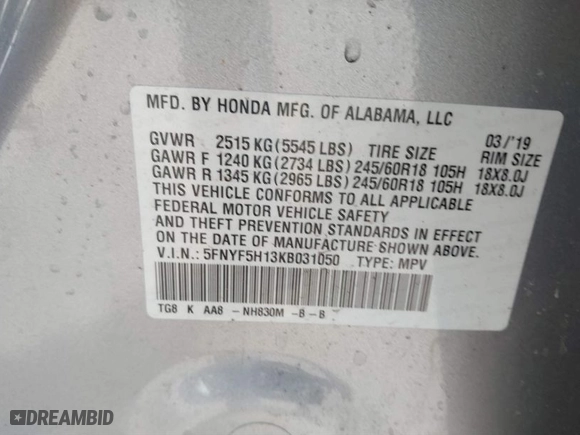 MFD. BY HONDA MFG. OF ALABAMA, LLC
GVWR 2515 KG (5545 LBS) TIRE SIZE 03/'19 RIM SIZE
GAWR F 1240 KG (2734 LBS) 245/60R18 105H 18X8.0J
GAWR R 1345 KG (2965 LBS) 245/60R18 105H 18X8.0J
THIS VEHICLE CONFORMS TO ALL APPLICABLE
FEDERAL MOTOR VEHICLE SAFETY
AND THEFT PREVENTION STANDARDS IN EFFECT
ON THE DATE OF MANUFACTURE SHOWN ABOVE.
V.I.N.: 5FNYF5H13KB031050 TYPE: MPV
TG8 K AA8 -NH830M -B-B
DREAMBID